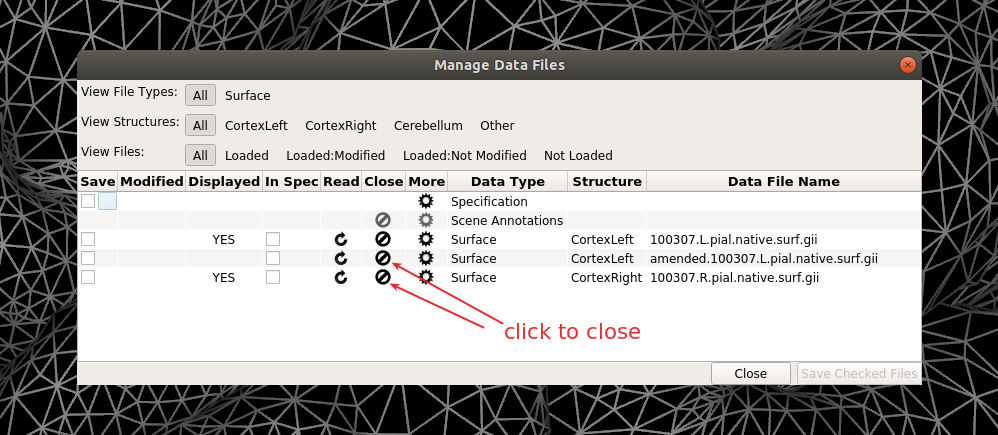 Manage Data Files
View File Types: All Surface
View Structures: All CortexLeft CortexRight Cerebellum Other
View Files: All Loaded Loaded:Modified Loaded:Not Modified Not Loaded
Save Modified Displayed In Spec Read Close More Data Type Structure Data File Name
Specification
Scene Annotations
YES Surface CortexLeft 100307.L.pial.native.surf.gii
Surface CortexLeft amended.100307.L.pial.native.surf.gii
YES Surface CortexRight 100307.R.pial.native.surf.gii
click to close
Close Save Checked Files